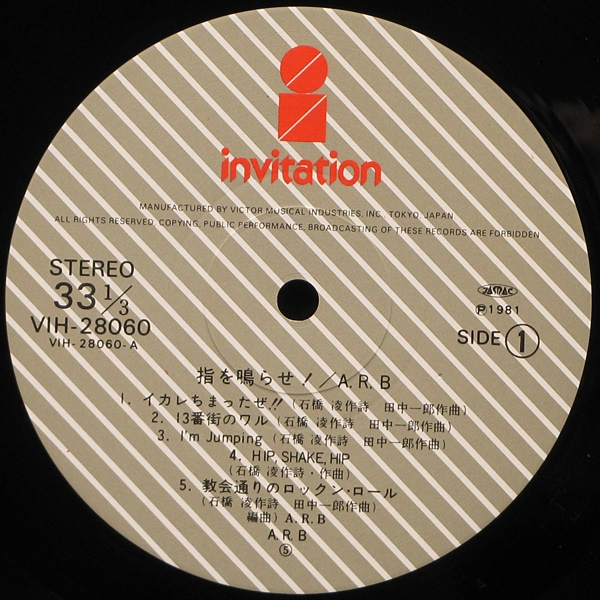 invitation
MANUFACTURED BY VICTOR MUSICAL INDUSTRIES, INC., TOKYO, JAPAN
ALL RIGHTS RESERVED, COPYING, PUBLIC PERFORMANCE, BROADCASTING OF THESE RECORDS ARE FORBIDDEN
STEREO
33 1/3
VIH-28060
VIH-28060-A
JASRAC
Ⓟ1981
SIDE 1
指を鳴らせ!/A.R.B
1. イカレちまったぜ!! (石橋 凌作詩 田中一郎作曲)
2. 13番街のワル (石橋 凌作詩 田中一郎作曲)
3. I'm Jumping (石橋 凌作詩 田中一郎作曲)
4. HIP, SHAKE, HIP
(石橋 凌作詩・作曲)
5. 教会通りのロックン・ロール
(石橋 凌作詩 田中一郎作曲)
編曲) A.R.B
A.R.B
⑤